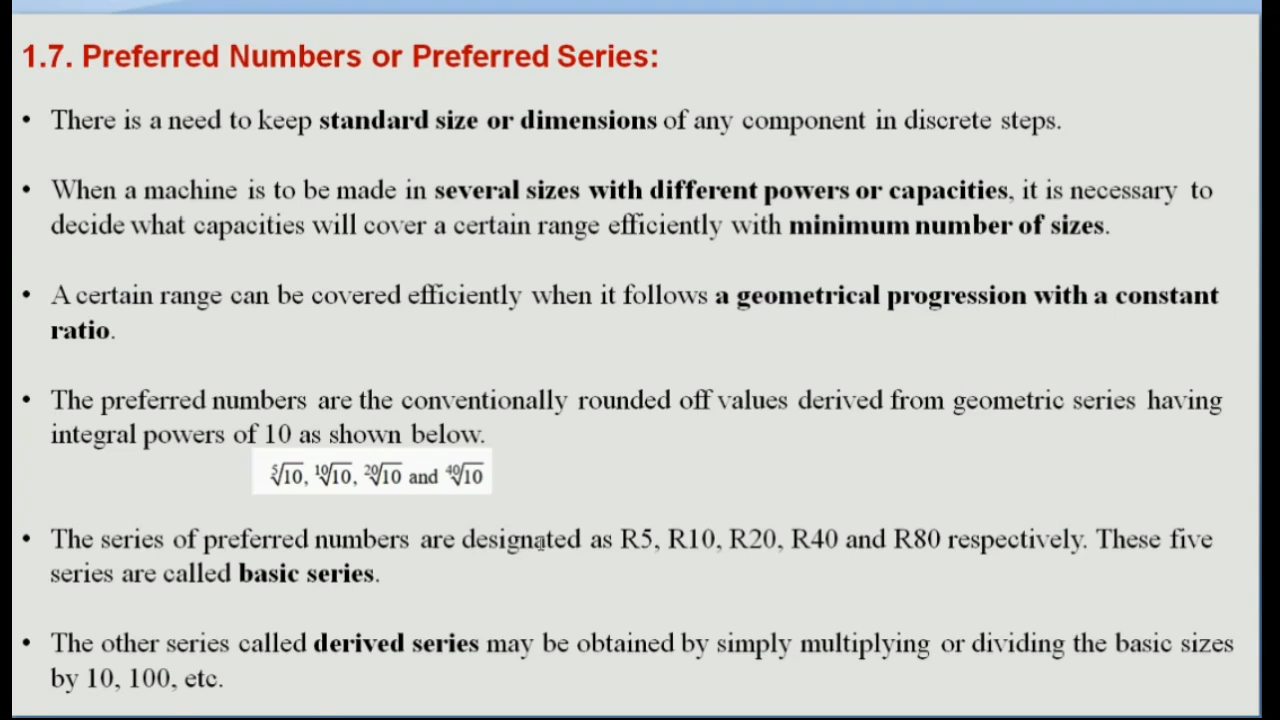 1.7. Preferred Numbers or Preferred Series:
• There is a need to keep standard size or dimensions of any component in discrete steps.
• When a machine is to be made in several sizes with different powers or capacities, it is necessary to
decide what capacities will cover a certain range efficiently with minimum number of sizes.
• A certain range can be covered efficiently when it follows a geometrical progression with a constant
ratio.
• The preferred numbers are the conventionally rounded off values derived from geometric series having
integral powers of 10 as shown below.
⁵√10, ¹⁰√10, ²⁰√10 and ⁴⁰√10
• The series of preferred numbers are designated as R5, R10, R20, R40 and R80 respectively. These five
series are called basic series.
• The other series called derived series may be obtained by simply multiplying or dividing the basic sizes
by 10, 100, etc.